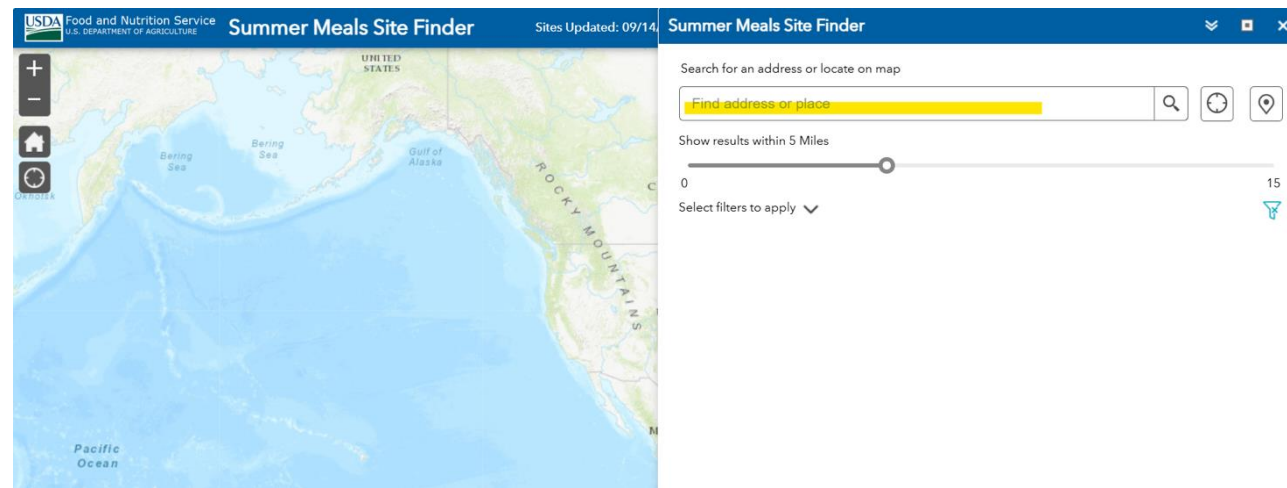 USDA Food and Nutrition Service
U.S. DEPARTMENT OF AGRICULTURE
Summer Meals Site Finder
Sites Updated: 09/14/
Summer Meals Site Finder
Search for an address or locate on map
Find address or place
Show results within 5 Miles
0
15
Select filters to apply
UNITED
STATES
Bering
Sea
Bering
Sea
Gulf of
Alaska
Okhotsk
ROCKY MOUNTAINS
C
M
Pacific
Ocean